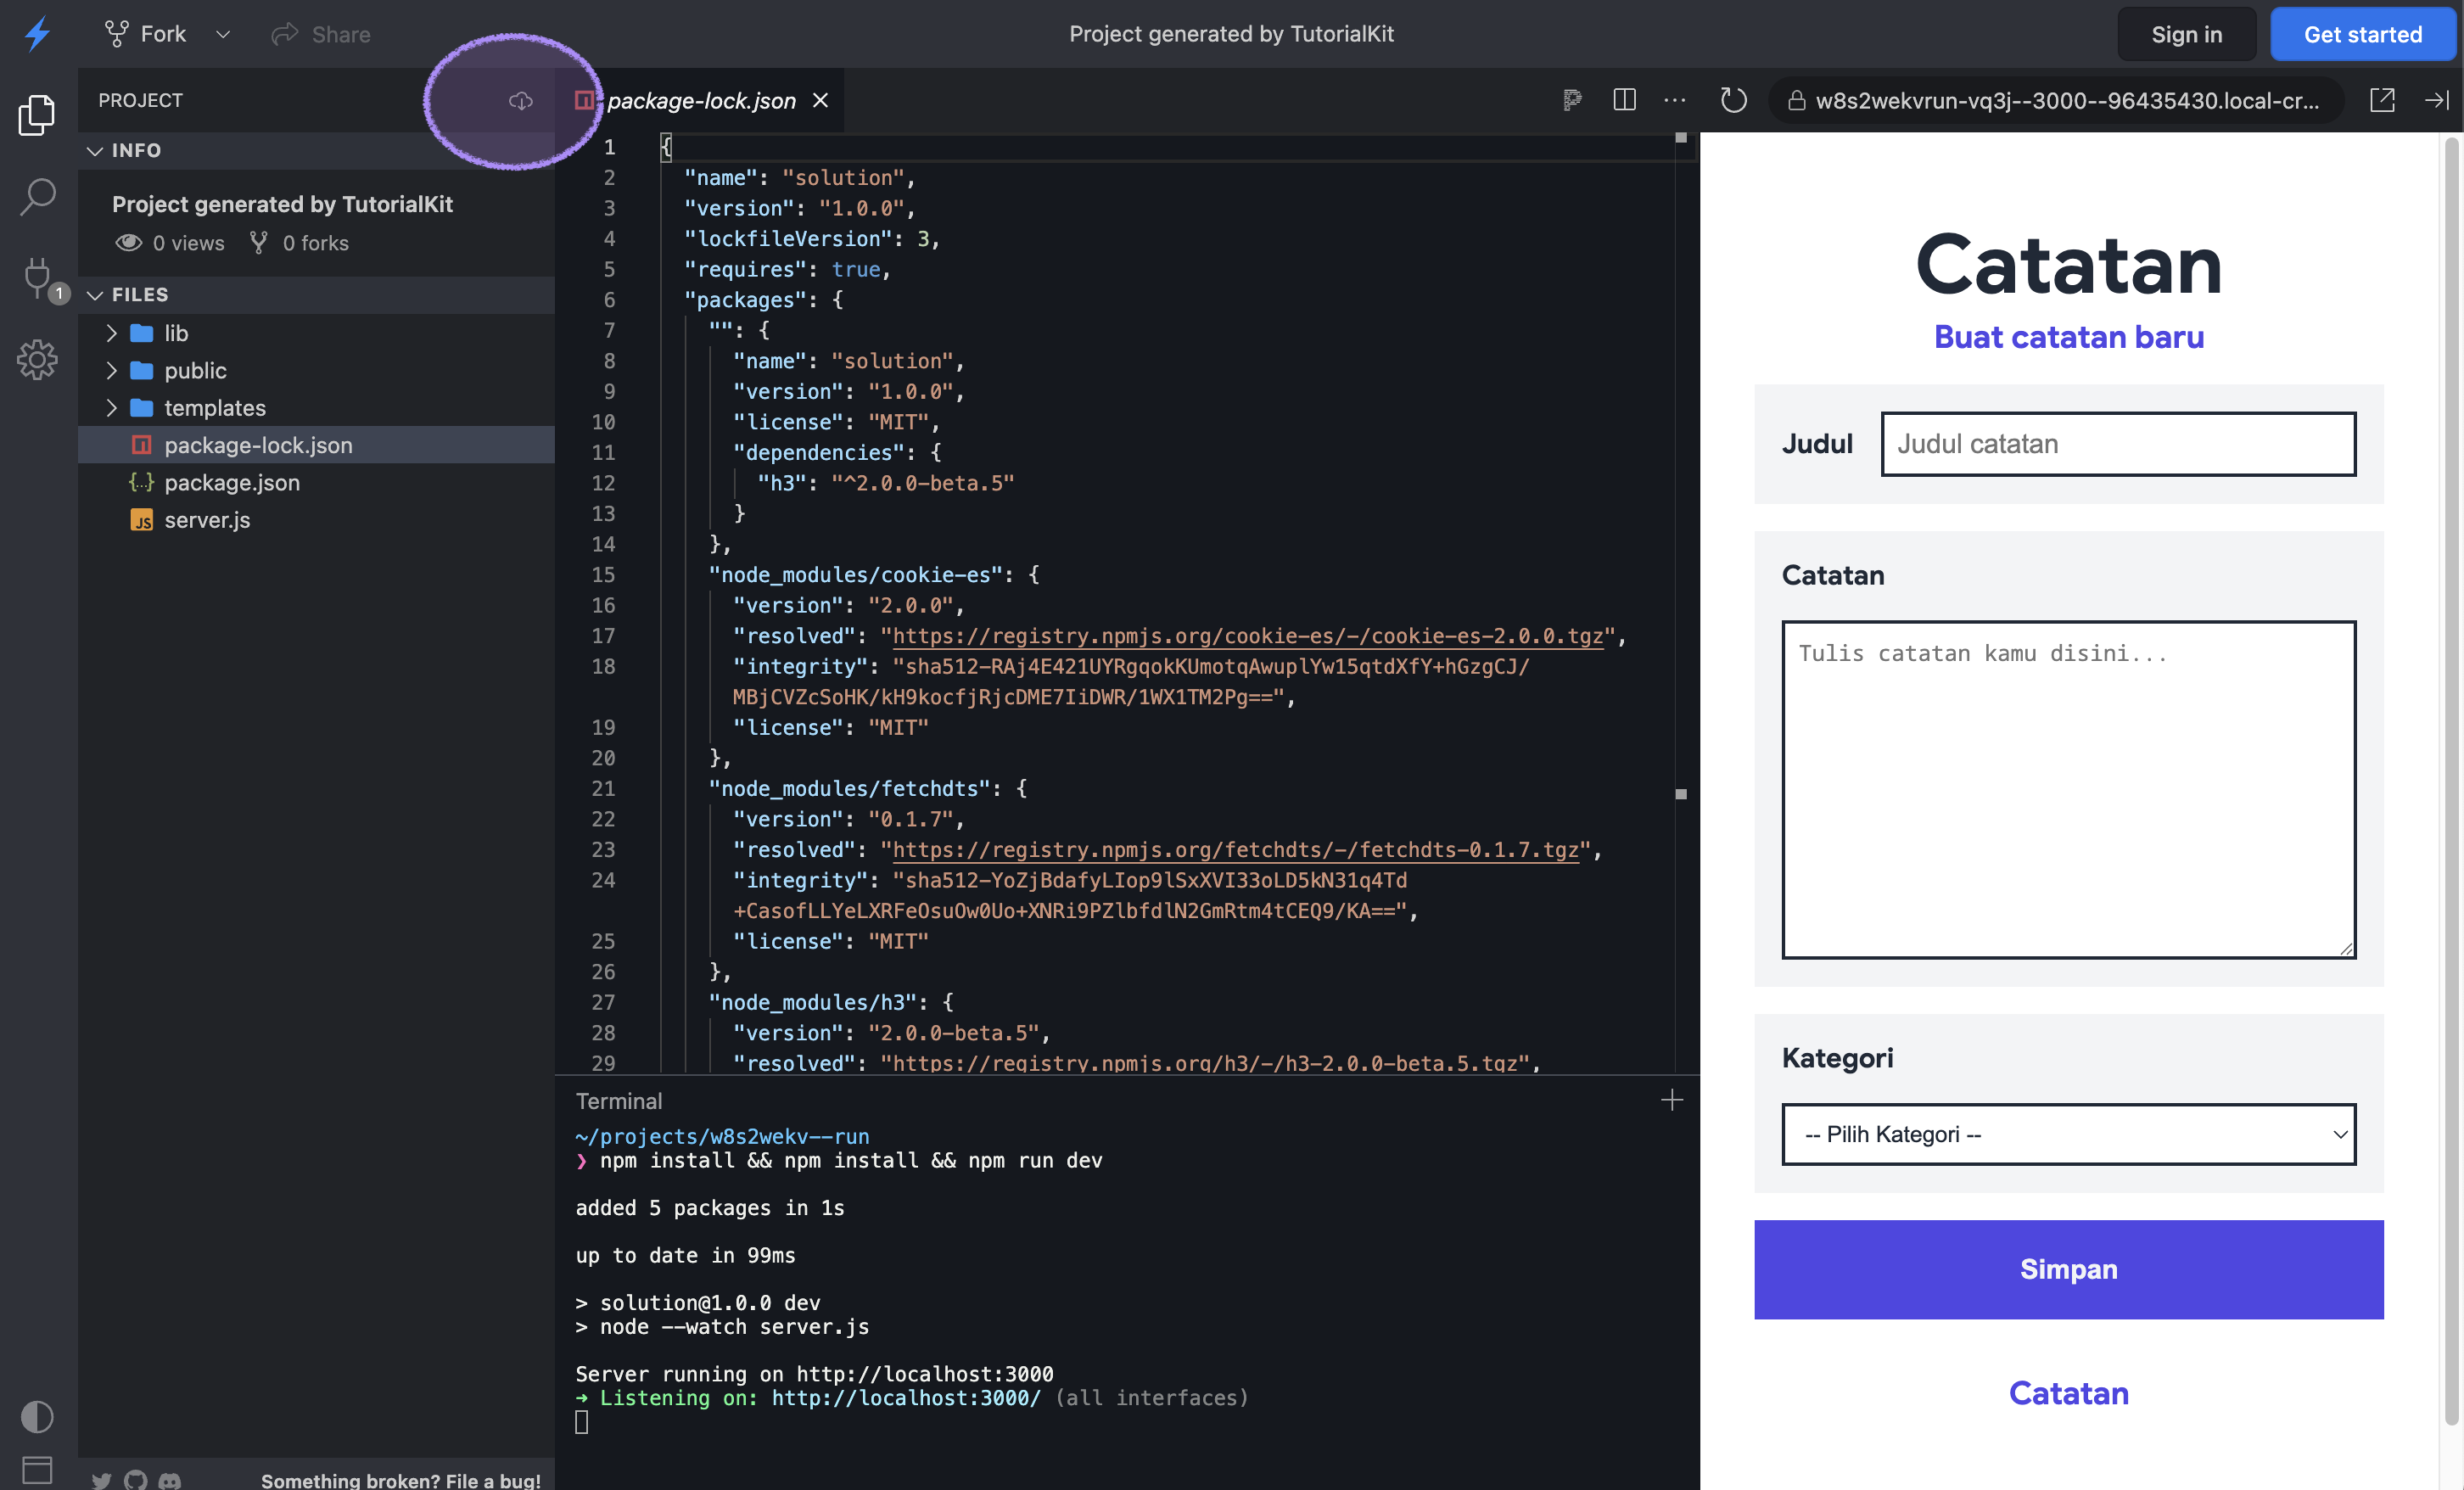 Fork
Share
Project generated by TutorialKit
Sign in
Get started
PROJECT
package-lock.json
w8s2wekvrun-vq3j--3000--96435430.local-cr...
INFO
Project generated by TutorialKit
0 views 0 forks
1
FILES
lib
public
templates
package-lock.json
{..} package.json
JS server.js
1 {
2 "name": "solution",
3 "version": "1.0.0",
4 "lockfileVersion": 3,
5 "requires": true,
6 "packages": {
7 "": {
8 "name": "solution",
9 "version": "1.0.0",
10 "license": "MIT",
11 "dependencies": {
12 "h3": "^2.0.0-beta.5"
13 }
14 },
15 "node_modules/cookie-es": {
16 "version": "2.0.0",
17 "resolved": "https://registry.npmjs.org/cookie-es/-/cookie-es-2.0.0.tgz",
18 "integrity": "sha512-RAj4E421UYRgqokKUmotqAwuplYw15qtdXfY+hGzgCJ/
MBjCVZcSoHK/kH9kocfjRjcDME7IiDWR/1WX1TM2Pg==",
19 "license": "MIT"
20 },
21 "node_modules/fetchdts": {
22 "version": "0.1.7",
23 "resolved": "https://registry.npmjs.org/fetchdts/-/fetchdts-0.1.7.tgz",
24 "integrity": "sha512-YoZjBdafyLIop9lSxXVI33oLD5kN31q4Td
+CasofLLYeLXRFeOsuOw0Uo+XNRi9PZlbfdlN2GmRtm4tCEQ9/KA==",
25 "license": "MIT"
26 },
27 "node_modules/h3": {
28 "version": "2.0.0-beta.5",
29 "resolved": "https://registry.npmjs.org/h3/-/h3-2.0.0-beta.5.tgz",
Terminal
~/projects/w8s2wekv--run
❯ npm install && npm install && npm run dev
added 5 packages in 1s
up to date in 99ms
> solution@1.0.0 dev
> node --watch server.js
Server running on http://localhost:3000
➜ Listening on: http://localhost:3000/ (all interfaces)
Something broken? File a bug!
Catatan
Buat catatan baru
Judul
Judul catatan
Catatan
Tulis catatan kamu disini...
Kategori
-- Pilih Kategori --
Simpan
Catatan